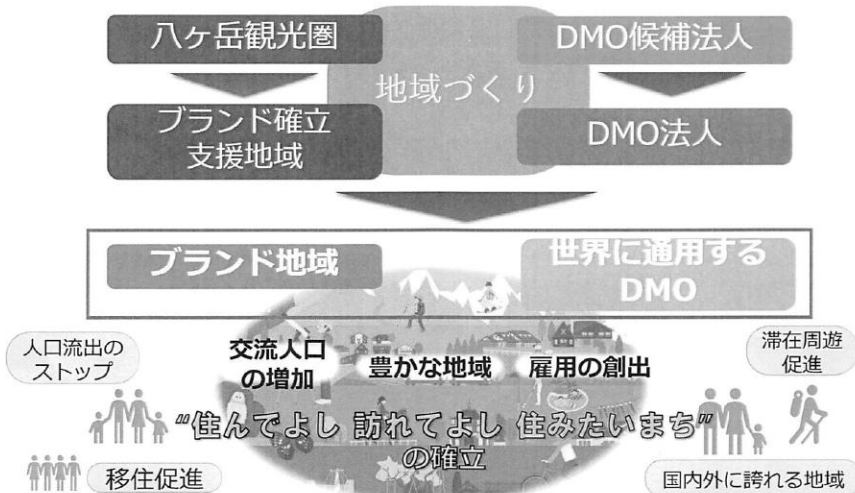 八ヶ岳観光圏
DMO候補法人
地域づくり
ブランド確立
支援地域
DMO法人
ブランド地域
世界に通用する
DMO
人口流出の
ストップ
交流人口
の増加
豊かな地域
雇用の創出
滞在周遊
促進
“住んでよし 訪れてよし 住みたいまち”
の確立
移住促進
国内外に誇れる地域